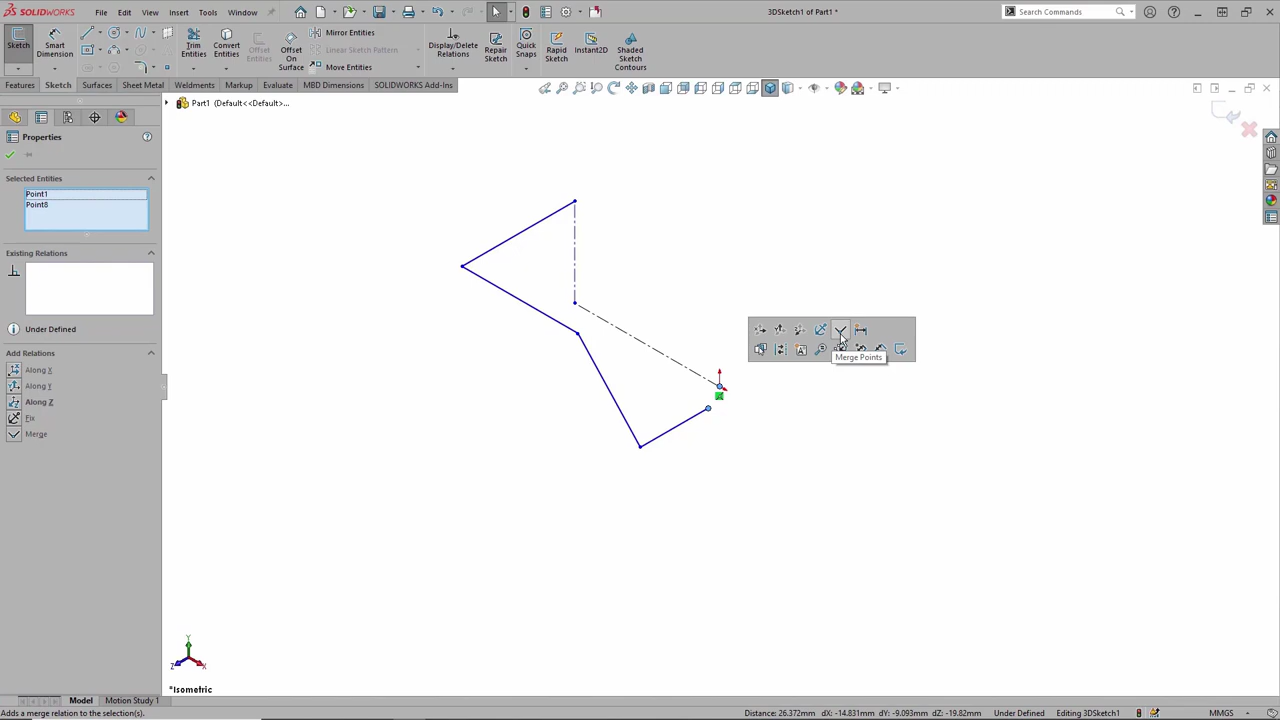 SOLIDWORKS File Edit View Insert Tools Window 3DSketch1 of Part1 * Search Commands
Sketch Smart Dimension Trim Entities Convert Entities Offset Entities Offset On Surface Mirror Entities Display/Delete Relations Repair Sketch Quick Snaps Rapid Sketch Instant2D Shaded Sketch Contours
Linear Sketch Pattern
Move Entities
Features Sketch Surfaces Sheet Metal Weldments Markup Evaluate MBD Dimensions SOLIDWORKS Add-Ins
Part1 (Default<<Default>...
Properties
Selected Entities
Point1
Point8
Existing Relations
Under Defined
Add Relations
Along X
Along Y
Along Z
Fix
Merge
Merge Points
Y
Z X
*Isometric
Model Motion Study 1
Adds a merge relation to the selection(s). Distance: 26.372mm dX: -14.831mm dY: -9.093mm dZ: -19.82mm Under Defined Editing 3DSketch1 MMGS